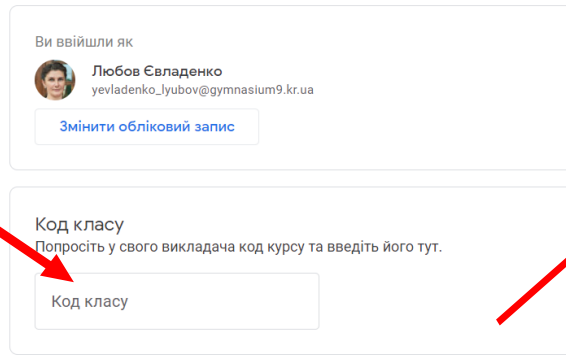 Ви ввійшли як
Любов Євладенко
yevladenko_lyubov@gymnasium9.kr.ua
Змінити обліковий запис
Код класу
Попросіть у свого викладача код курсу та введіть його тут.
Код класу